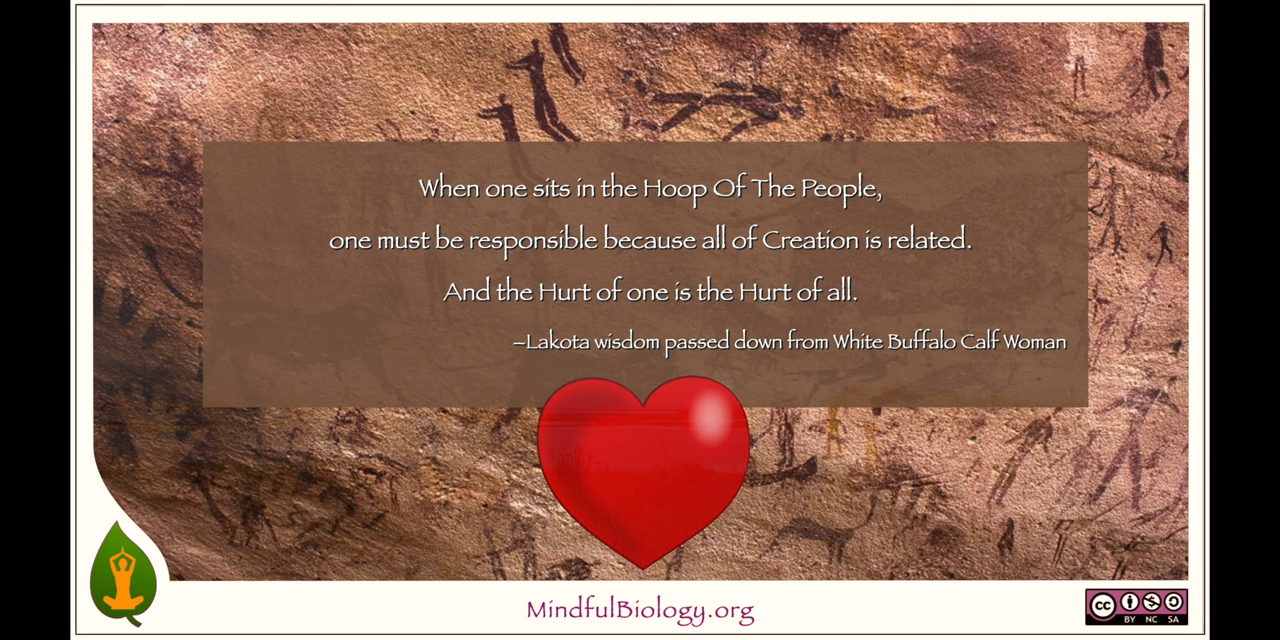 When one sits in the Hoop Of The People,
one must be responsible because all of Creation is related.
And the Hurt of one is the Hurt of all.
–Lakota wisdom passed down from White Buffalo Calf Woman
MindfulBiology.org
cc
BY NC SA